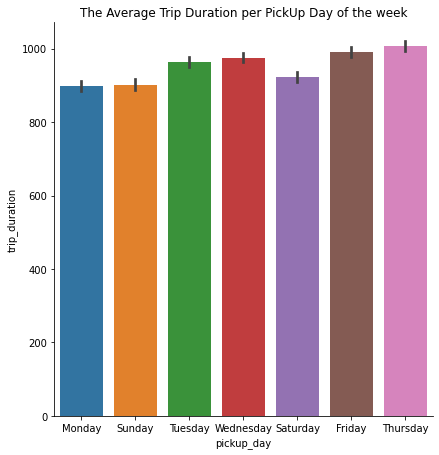 The Average Trip Duration per PickUp Day of the week
1000
800
600
400
200
0
trip_duration
Monday Sunday Tuesday Wednesday Saturday Friday Thursday
pickup_day